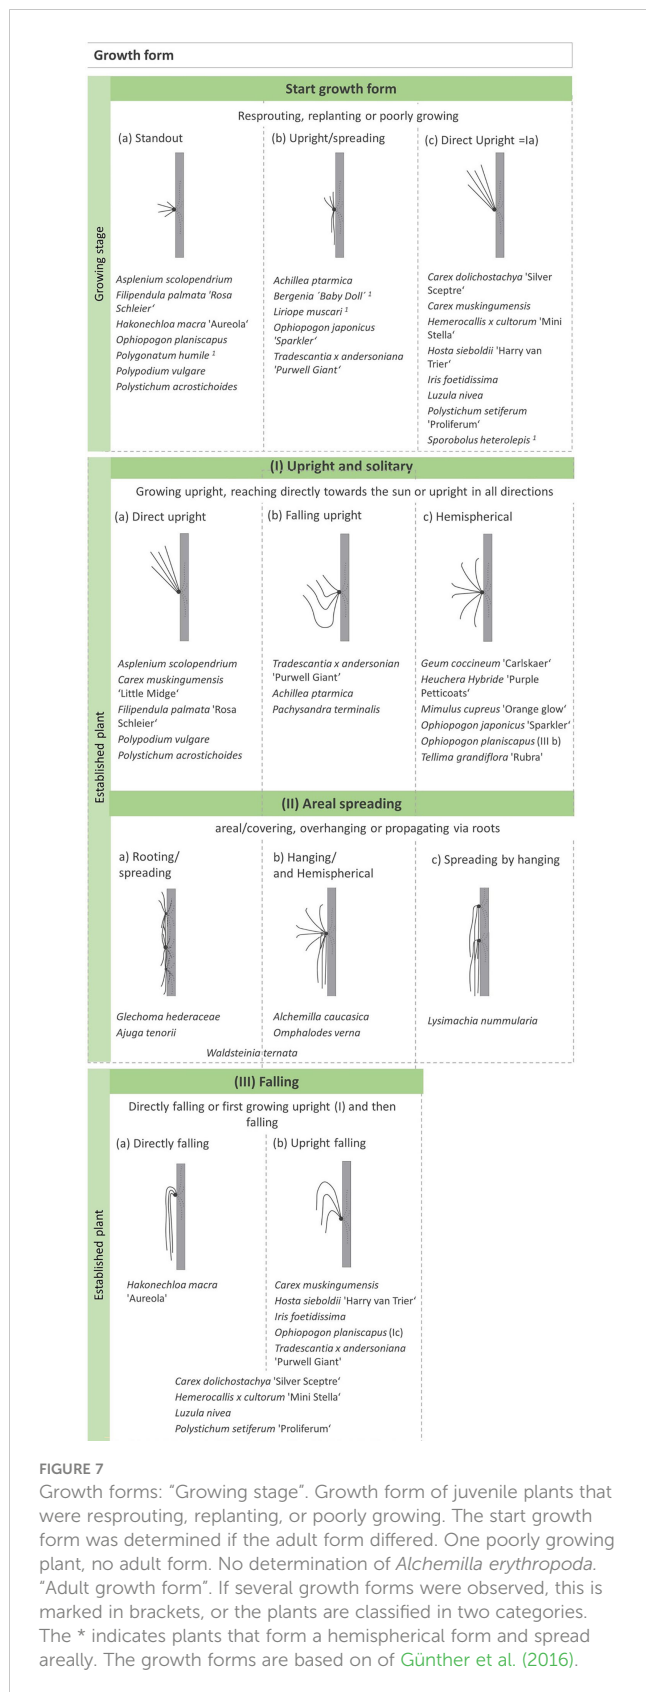 Growth form
Start growth form
Growing stage
Resprouting, replanting or poorly growing
(a) Standout
Asplenium scolopendrium
Filipendula palmata 'Rosa
Schleier‘
Hakonechloa macra 'Aureola‘
Ophiopogon planiscapus
Polygonatum humile ¹
Polypodium vulgare
Polystichum acrostichoides
(b) Upright/spreading
Achillea ptarmica
Bergenia ´Baby Doll´ ¹
Liriope muscari ¹
Ophiopogon japonicus
'Sparkler‘
Tradescantia x andersoniana
'Purwell Giant‘
(c) Direct Upright =Ia)
Carex dolichostachya 'Silver
Sceptre‘
Carex muskingumensis
Hemerocallis x cultorum 'Mini
Stella‘
Hosta sieboldii 'Harry van
Trier‘
Iris foetidissima
Luzula nivea
Polystichum setiferum
'Proliferum‘
Sporobolus heterolepis ¹
(I) Upright and solitary
Established plant
Growing upright, reaching directly towards the sun or upright in all directions
(a) Direct upright
Asplenium scolopendrium
Carex muskingumensis
‘Little Midge‘
Filipendula palmata 'Rosa
Schleier‘
Polypodium vulgare
Polystichum acrostichoides
(b) Falling upright
Tradescantia x andersonian
'Purwell Giant‘
Achillea ptarmica
Pachysandra terminalis
c) Hemispherical
Geum coccineum 'Carlskaer‘
Heuchera Hybride 'Purple
Petticoats‘
Mimulus cupreus 'Orange glow‘
Ophiopogon japonicus 'Sparkler‘
Ophiopogon planiscapus (III b)
Tellima grandiflora 'Rubra'
(II) Areal spreading
areal/covering, overhanging or propagating via roots
a) Rooting/
spreading
Glechoma hederaceae
Ajuga tenorii
b) Hanging/
and Hemispherical
Alchemilla caucasica
Omphalodes verna
c) Spreading by hanging
Lysimachia nummularia
Waldsteinia ternata
(III) Falling
Established plant
Directly falling or first growing upright (I) and then
falling
(a) Directly falling
Hakonechloa macra
'Aureola'
(b) Upright falling
Carex muskingumensis
Hosta sieboldii 'Harry van Trier‘
Iris foetidissima
Ophiopogon planiscapus (Ic)
Tradescantia x andersoniana
'Purwell Giant'
Carex dolichostachya 'Silver Sceptre‘
Hemerocallis x cultorum 'Mini Stella‘
Luzula nivea
Polystichum setiferum 'Proliferum‘
FIGURE 7
Growth forms: “Growing stage”. Growth form of juvenile plants that
were resprouting, replanting, or poorly growing. The start growth
form was determined if the adult form differed. One poorly growing
plant, no adult form. No determination of Alchemilla erythropoda.
“Adult growth form”. If several growth forms were observed, this is
marked in brackets, or the plants are classified in two categories.
The * indicates plants that form a hemispherical form and spread
areally. The growth forms are based on of Günther et al. (2016).